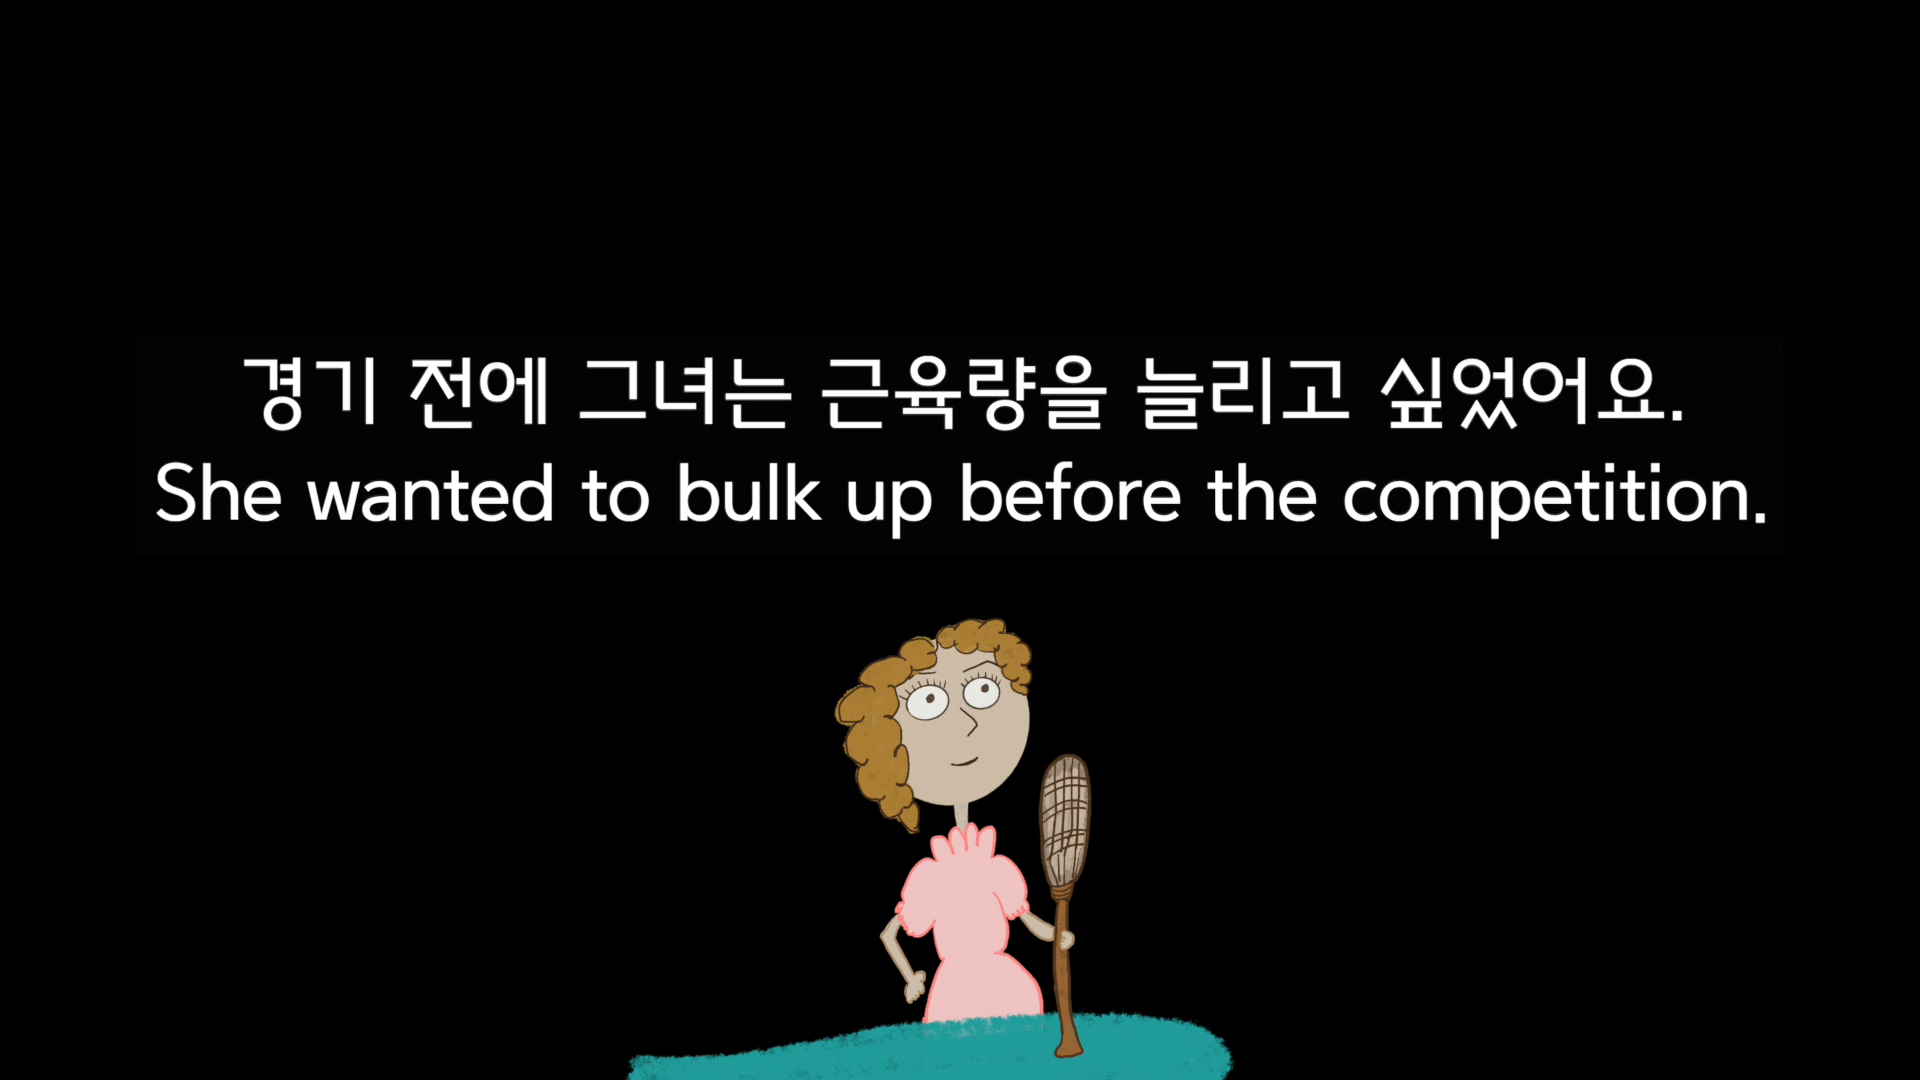 경기 전에 그녀는 근육량을 늘리고 싶었어요.
She wanted to bulk up before the competition.